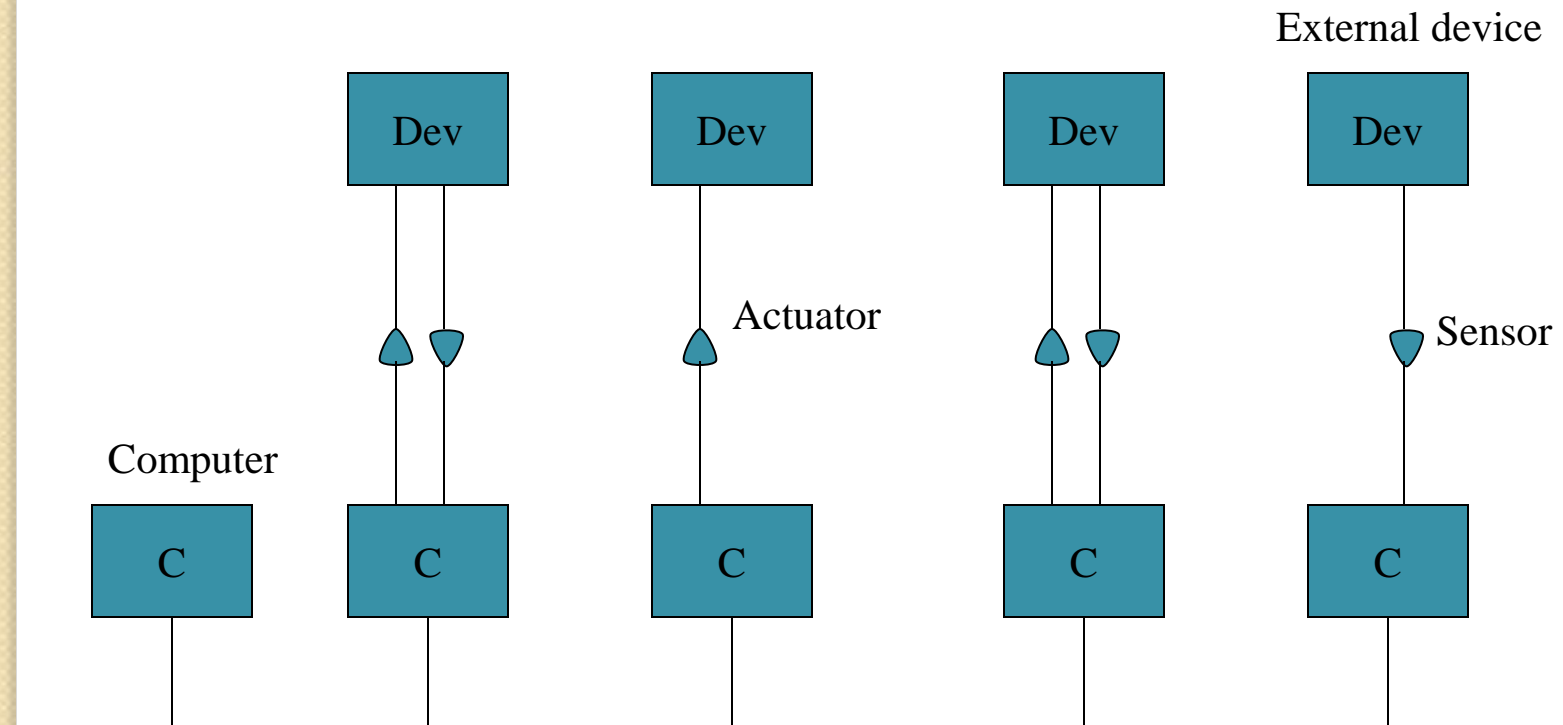 External device
Dev Dev Dev Dev
Actuator
Sensor
Computer
C C C C C